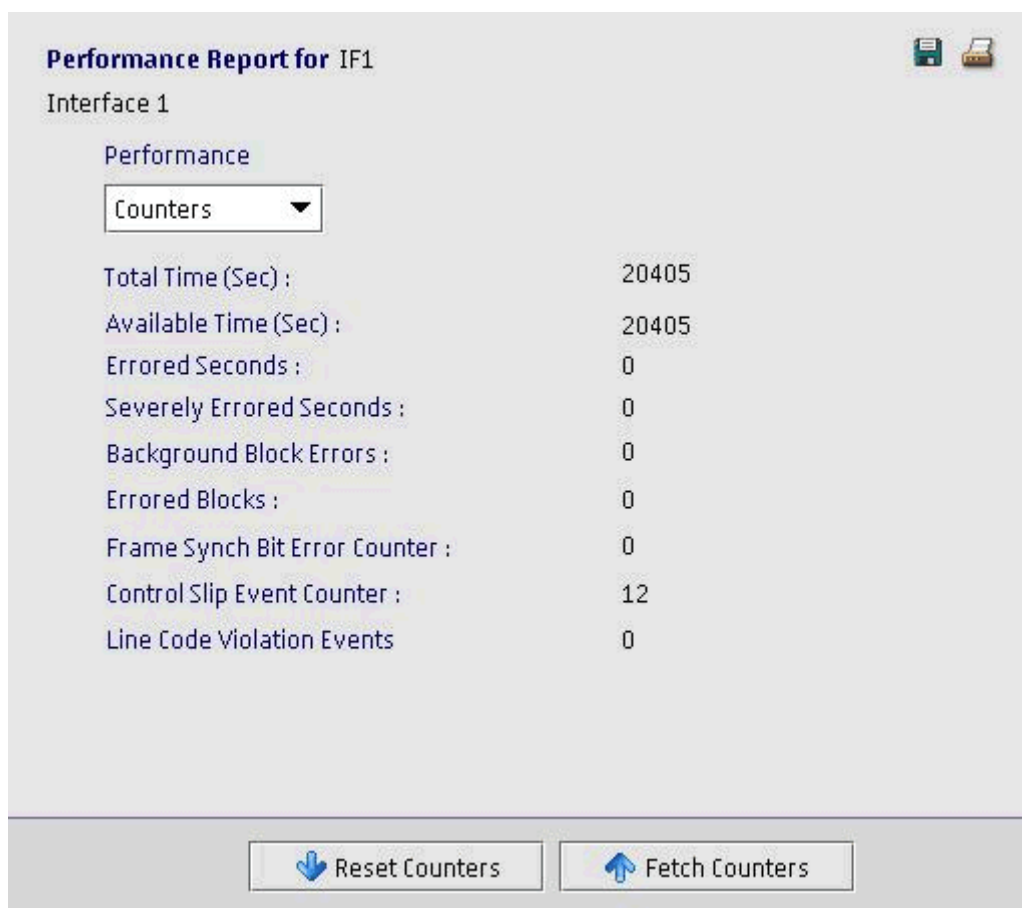 Performance Report for IF1
Interface 1
Performance
Counters
Total Time (Sec) : 20405
Available Time (Sec) : 20405
Errored Seconds : 0
Severely Errored Seconds : 0
Background Block Errors : 0
Errored Blocks : 0
Frame Synch Bit Error Counter : 0
Control Slip Event Counter : 12
Line Code Violation Events 0
Reset Counters Fetch Counters